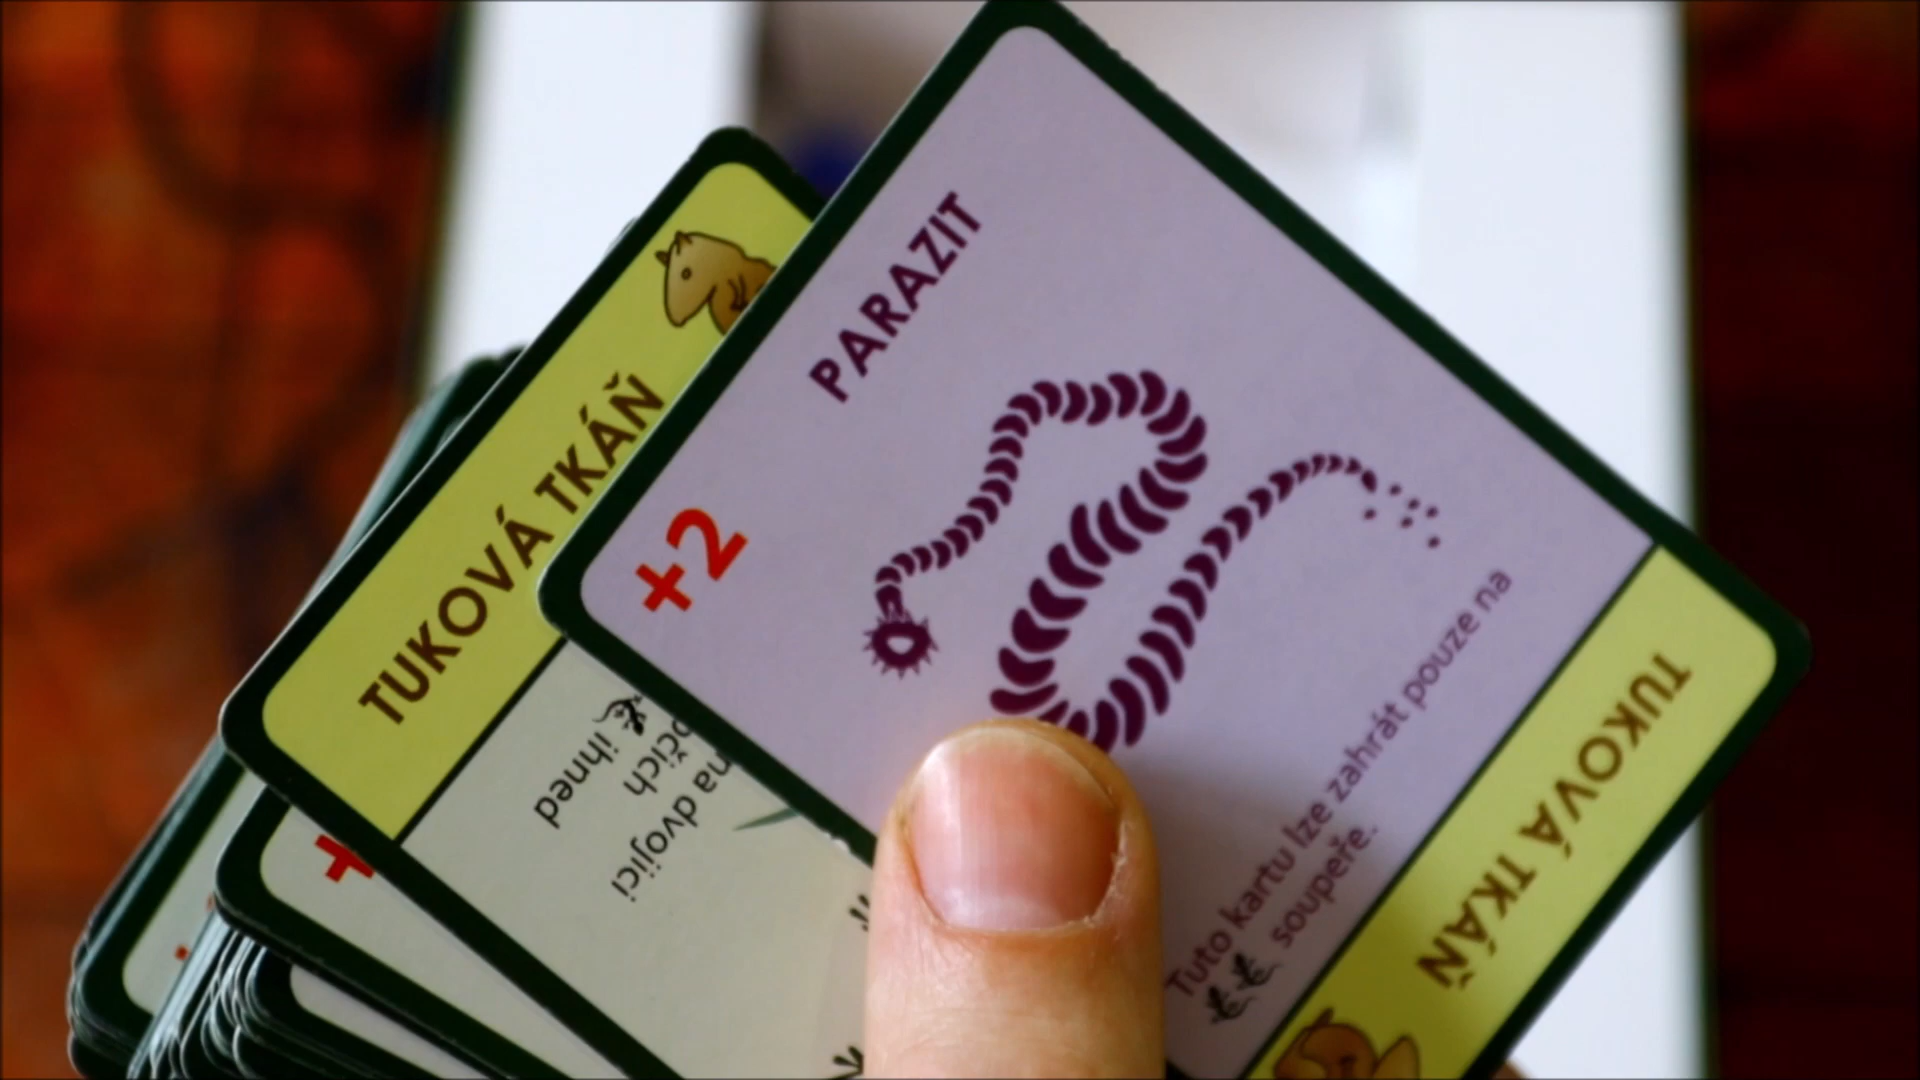 PARAZIT
+2
Tuto kartu lze zahrát pouze na
soupeře.
TUKOVÁ TKÁŇ
TUKOVÁ TKÁŇ
na dvojici
ihned
+